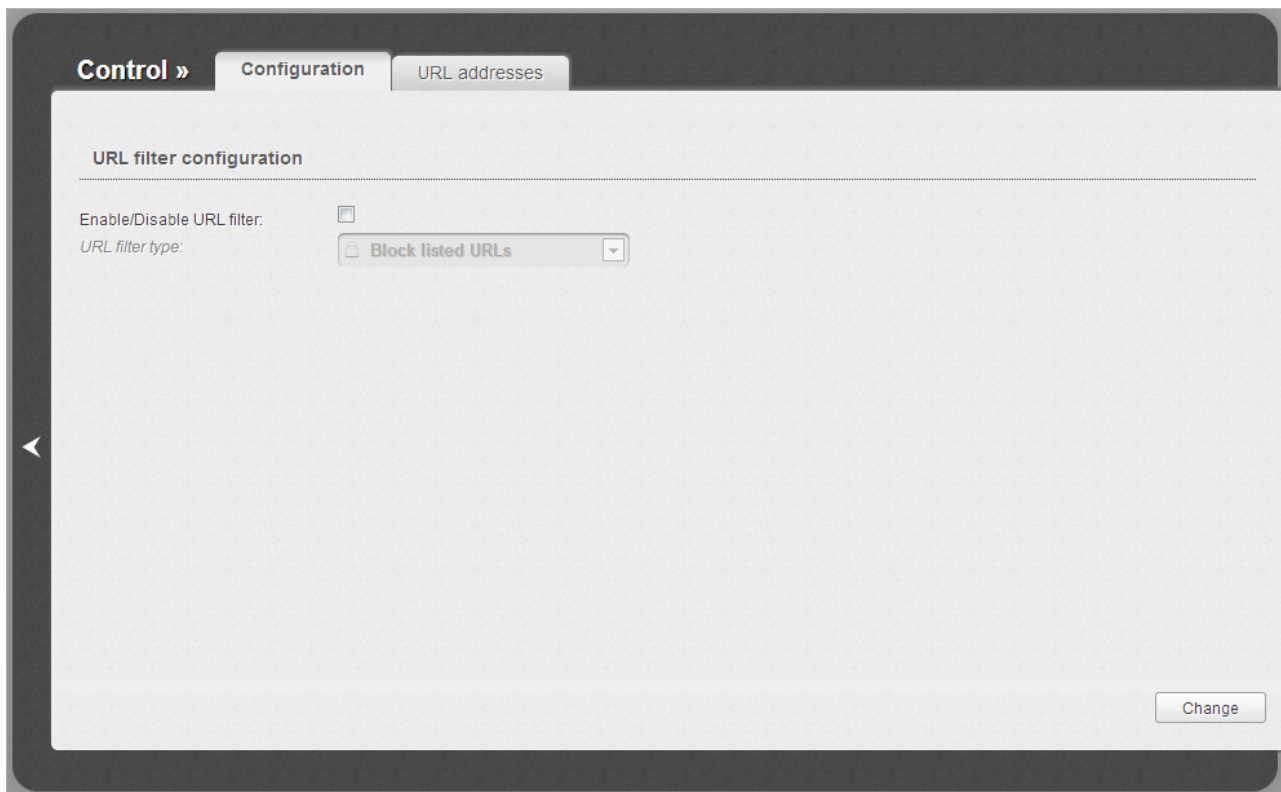 Control »
Configuration
URL addresses
URL filter configuration
Enable/Disable URL filter:
URL filter type:
Block listed URLs
Change